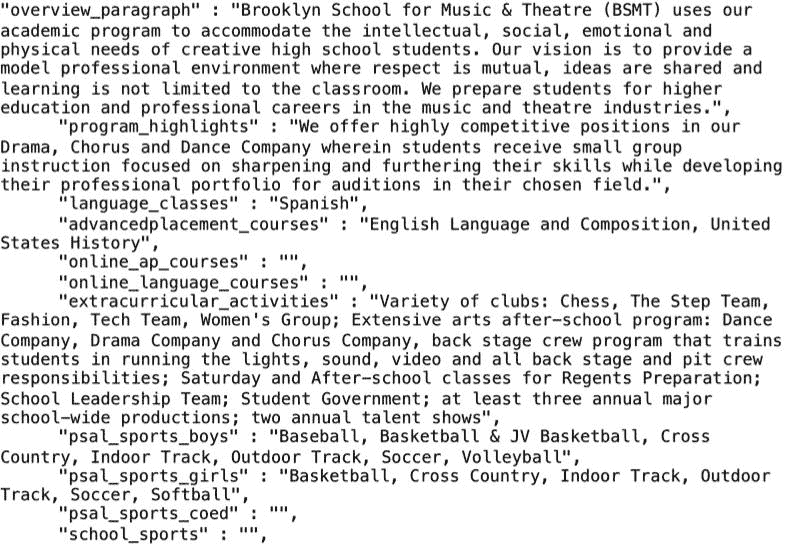 "overview_paragraph" : "Brooklyn School for Music & Theatre (BSMT) uses our
academic program to accommodate the intellectual, social, emotional and
physical needs of creative high school students. Our vision is to provide a
model professional environment where respect is mutual, ideas are shared and
learning is not limited to the classroom. We prepare students for higher
education and professional careers in the music and theatre industries.",
"program_highlights" : "We offer highly competitive positions in our
Drama, Chorus and Dance Company wherein students receive small group
instruction focused on sharpening and furthering their skills while developing
their professional portfolio for auditions in their chosen field.",
"language_classes" : "Spanish",
"advancedplacement_courses" : "English Language and Composition, United
States History",
"online_ap_courses" : "",
"online_language_courses" : "",
"extracurricular_activities" : "Variety of clubs: Chess, The Step Team,
Fashion, Tech Team, Women's Group; Extensive arts after-school program: Dance
Company, Drama Company and Chorus Company, back stage crew program that trains
students in running the lights, sound, video and all back stage and pit crew
responsibilities; Saturday and After-school classes for Regents Preparation;
School Leadership Team; Student Government; at least three annual major
school-wide productions; two annual talent shows",
"psal_sports_boys" : "Baseball, Basketball & JV Basketball, Cross
Country, Indoor Track, Outdoor Track, Soccer, Volleyball",
"psal_sports_girls" : "Basketball, Cross Country, Indoor Track, Outdoor
Track, Soccer, Softball",
"psal_sports_coed" : "",
"school_sports" : "",